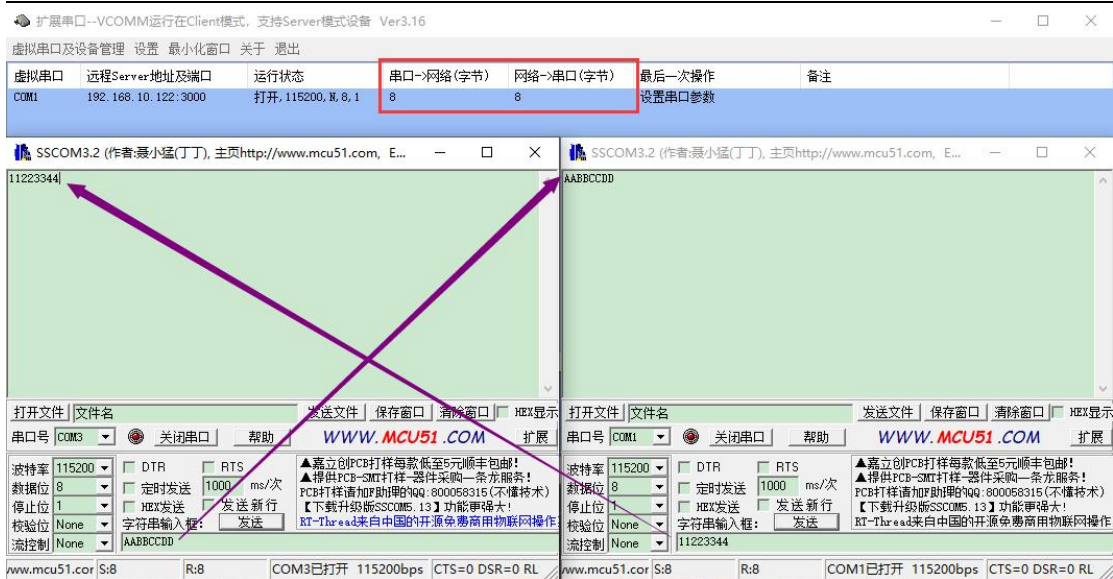 扩展串口--VCOMM运行在Client模式，支持Server模式设备 Ver3.16
虚拟串口及设备管理 设置 最小化窗口 关于 退出
虚拟串口 远程Server地址及端口 运行状态 串口->网络(字节) 网络->串口(字节) 最后一次操作 备注
COM1 192.168.10.122:3000 打开,115200,N,8,1 8 8 设置串口参数
SSCOM3.2 (作者:聂小猛(丁丁), 主页http://www.mcu51.com, E...
11223344
打开文件 文件名 发送文件 保存窗口 清除窗口 HEX显示
串口号 COM3 关闭串口 帮助 WWW.MCU51.COM 扩展
波特率 115200 DTR RTS
数据位 8 定时发送 1000 ms/次
停止位 1 HEX发送 发送新行
校验位 None 字符串输入框: 发送
流控制 None AABBCCDD
▲嘉立创PCB打样每款低至5元顺丰包邮!
▲提供PCB-SMT打样-器件采购一条龙服务!
PCB打样请加QQ:800058315(不懂技术)
【下载升级版SSCOM5.13】功能更强大!
RT-Thread来自中国的开源免费商用物联网操作
www.mcu51.cor S:8 R:8 COM3已打开 115200bps CTS=0 DSR=0 RL
SSCOM3.2 (作者:聂小猛(丁丁), 主页http://www.mcu51.com, E...
AABBCCDD
打开文件 文件名 发送文件 保存窗口 清除窗口 HEX显示
串口号 COM1 关闭串口 帮助 WWW.MCU51.COM 扩展
波特率 115200 DTR RTS
数据位 8 定时发送 1000 ms/次
停止位 1 HEX发送 发送新行
校验位 None 字符串输入框: 发送
流控制 None 11223344
▲嘉立创PCB打样每款低至5元顺丰包邮!
▲提供PCB-SMT打样-器件采购一条龙服务!
PCB打样请加QQ:800058315(不懂技术)
【下载升级版SSCOM5.13】功能更强大!
RT-Thread来自中国的开源免费商用物联网操作
www.mcu51.cor S:8 R:8 COM1已打开 115200bps CTS=0 DSR=0 RL